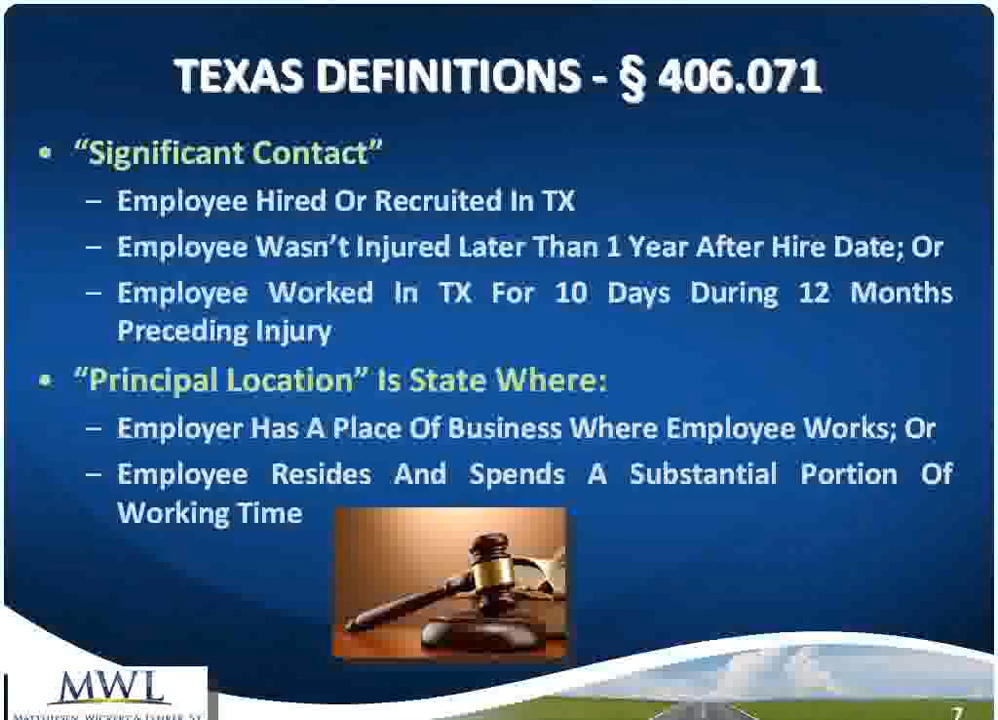 TEXAS DEFINITIONS - § 406.071
• “Significant Contact”
– Employee Hired Or Recruited In TX
– Employee Wasn’t Injured Later Than 1 Year After Hire Date; Or
– Employee Worked In TX For 10 Days During 12 Months
Preceding Injury
• “Principal Location” Is State Where:
– Employer Has A Place Of Business Where Employee Works; Or
– Employee Resides And Spends A Substantial Portion Of
Working Time
MWL
MATTHIESEN, WICKERT & LEHRER, S.C.
7